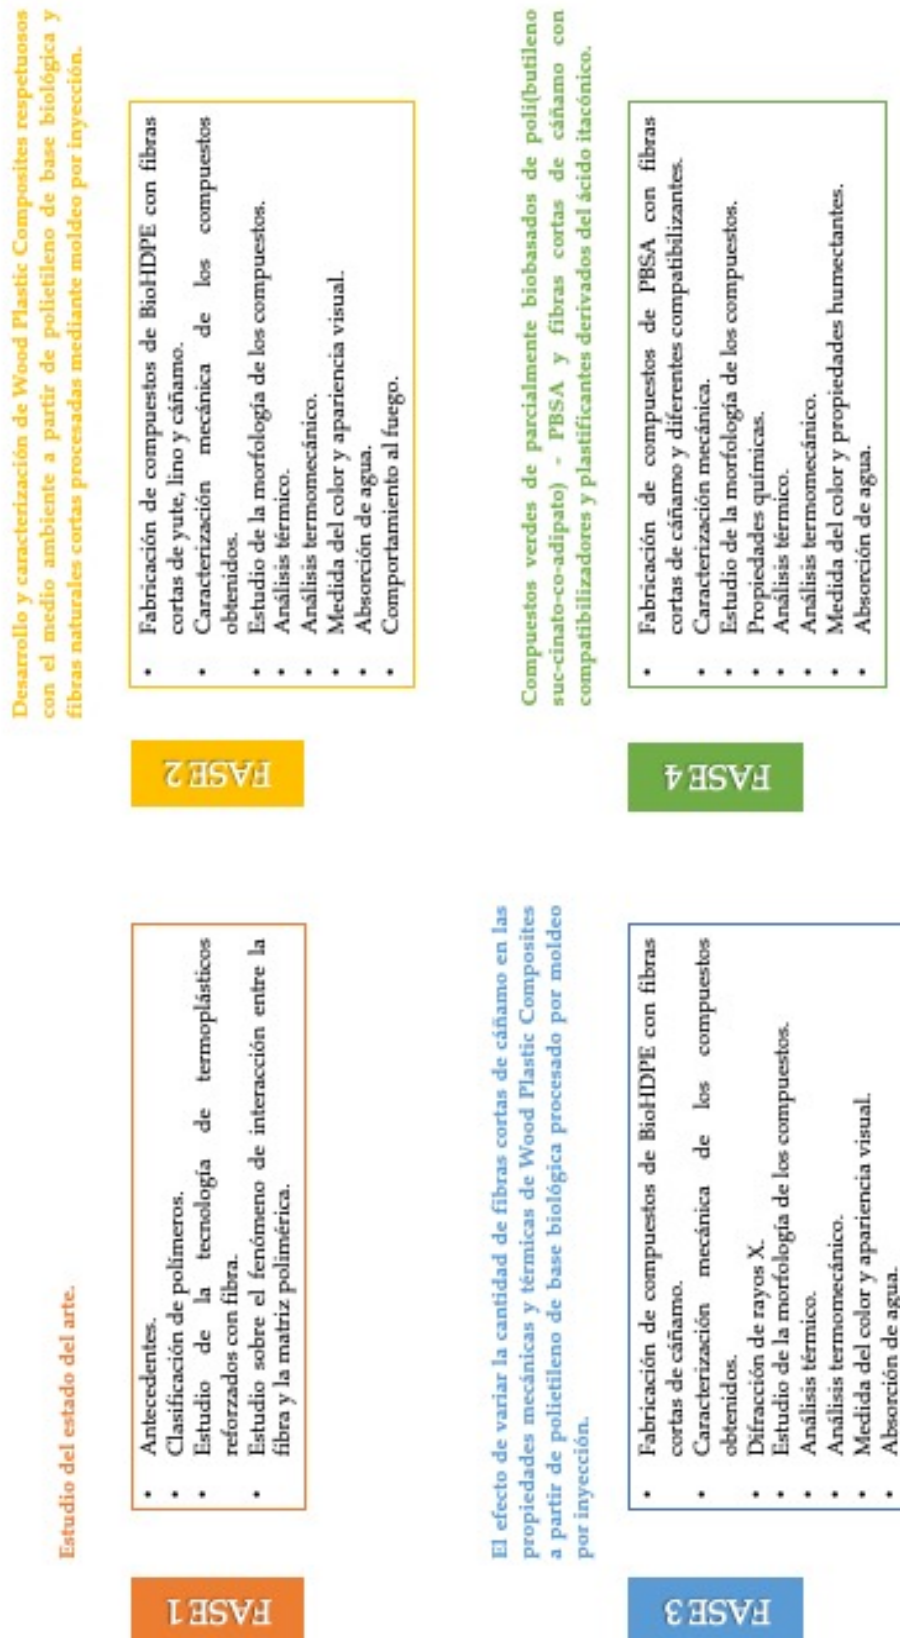 FASE 1
Estudio del estado del arte.
• Antecedentes.
• Clasificación de polímeros.
• Estudio de la tecnología de termoplásticos
reforzados con fibra.
• Estudio sobre el fenómeno de interacción entre la
fibra y la matriz polimérica.
FASE 2
Desarrollo y caracterización de Wood Plastic Composites respetuosos
con el medio ambiente a partir de polietileno de base biológica y
fibras naturales cortas procesadas mediante moldeo por inyección.
• Fabricación de compuestos de BioHDPE con fibras
cortas de yute, lino y cáñamo.
• Caracterización mecánica de los compuestos
obtenidos.
• Estudio de la morfología de los compuestos.
• Análisis térmico.
• Análisis termomecánico.
• Medida del color y apariencia visual.
• Absorción de agua.
• Comportamiento al fuego.
FASE 3
El efecto de variar la cantidad de fibras cortas de cáñamo en las
propiedades mecánicas y térmicas de Wood Plastic Composites
a partir de polietileno de base biológica procesado por moldeo
por inyección.
• Fabricación de compuestos de BioHDPE con fibras
cortas de cáñamo.
• Caracterización mecánica de los compuestos
obtenidos.
• Difracción de rayos X.
• Estudio de la morfología de los compuestos.
• Análisis térmico.
• Análisis termomecánico.
• Medida del color y apariencia visual.
• Absorción de agua.
FASE 4
Compuestos verdes de parcialmente biobasados de poli(butileno
suc-cinato-co-adipato) - PBSA y fibras cortas de cáñamo con
compatibilizadores y plastificantes derivados del ácido itacónico.
• Fabricación de compuestos de PBSA con fibras
cortas de cáñamo y diferentes compatibilizantes.
• Caracterización mecánica.
• Estudio de la morfología de los compuestos.
• Propiedades químicas.
• Análisis térmico.
• Análisis termomecánico.
• Medida del color y propiedades humectantes.
• Absorción de agua.